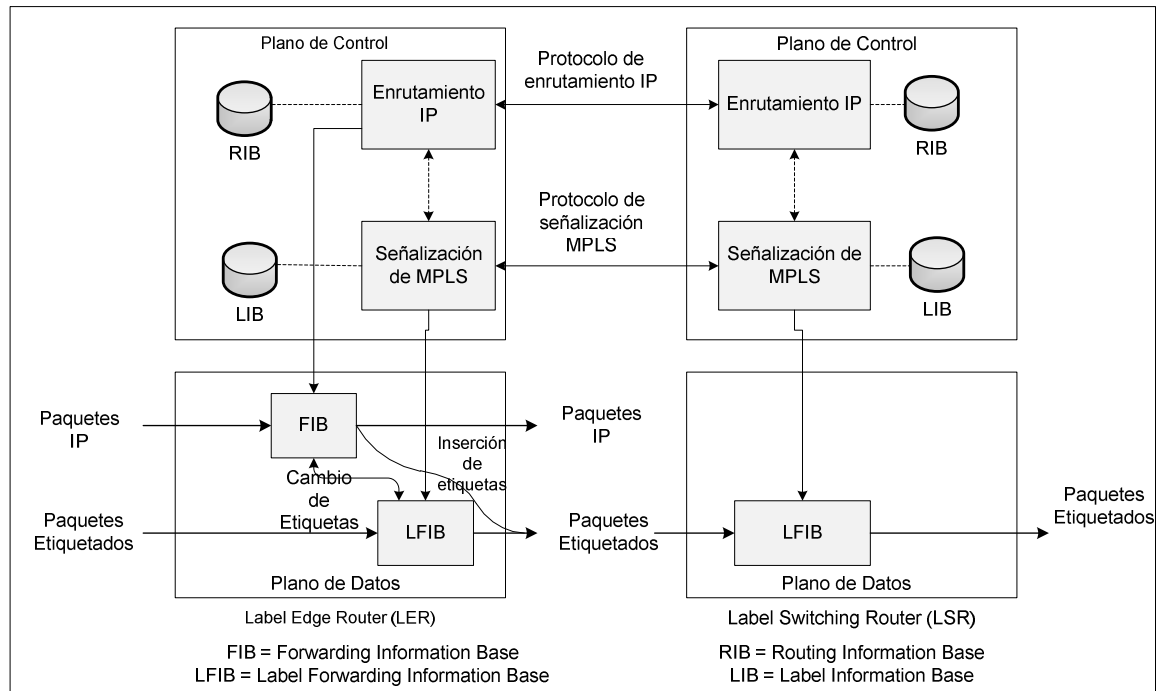 Plano de Control
Plano de Control
Protocolo de
enrutamiento IP
Enrutamiento
IP
Enrutamiento IP
RIB
RIB
Protocolo de
señalización
MPLS
Señalización
de MPLS
Señalización de
MPLS
LIB
LIB
Paquetes
IP
FIB
Paquetes
IP
Inserción
de
etiquetas
Cambio
de
Etiquetas
Paquetes
Etiquetados
LFIB
Paquetes
Etiquetados
LFIB
Paquetes
Etiquetados
Plano de Datos
Plano de Datos
Label Edge Router (LER)
Label Switching Router (LSR)
FIB = Forwarding Information Base
LFIB = Label Forwarding Information Base
RIB = Routing Information Base
LIB = Label Information Base